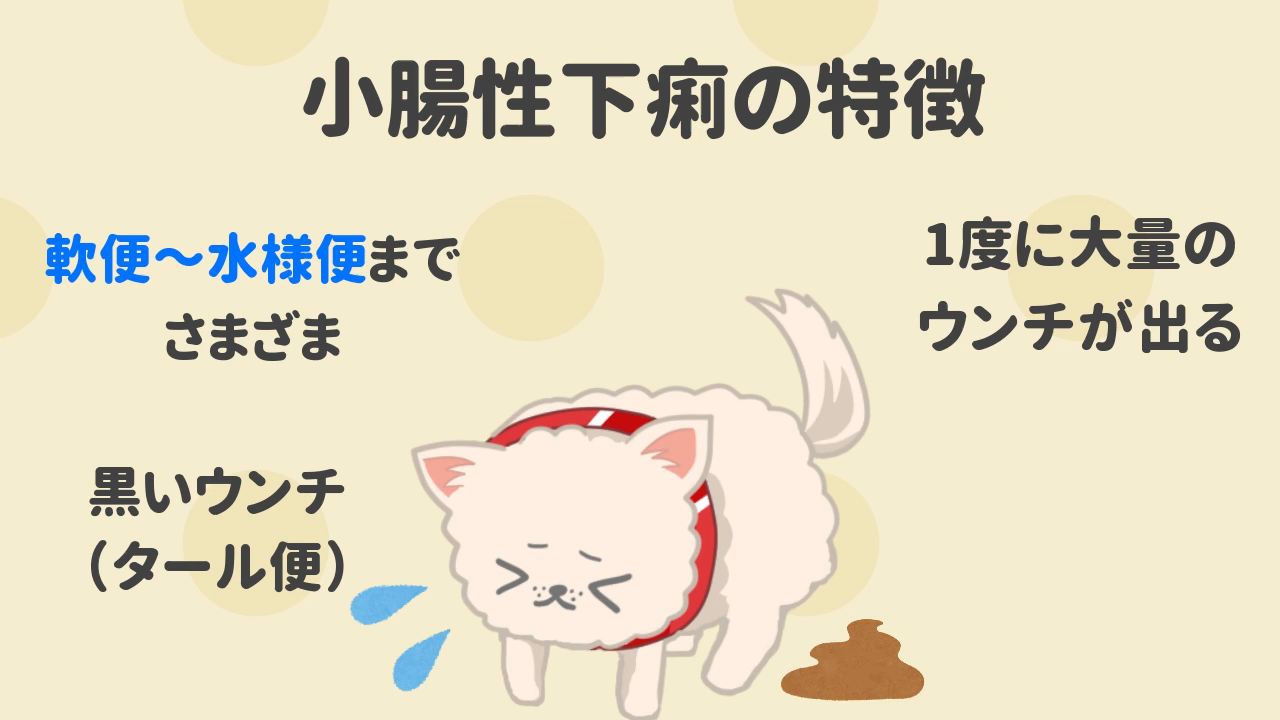 小腸性下痢の特徴
軟便〜水様便まで
さまざま
1度に大量の
ウンチが出る
黒いウンチ
（タール便）